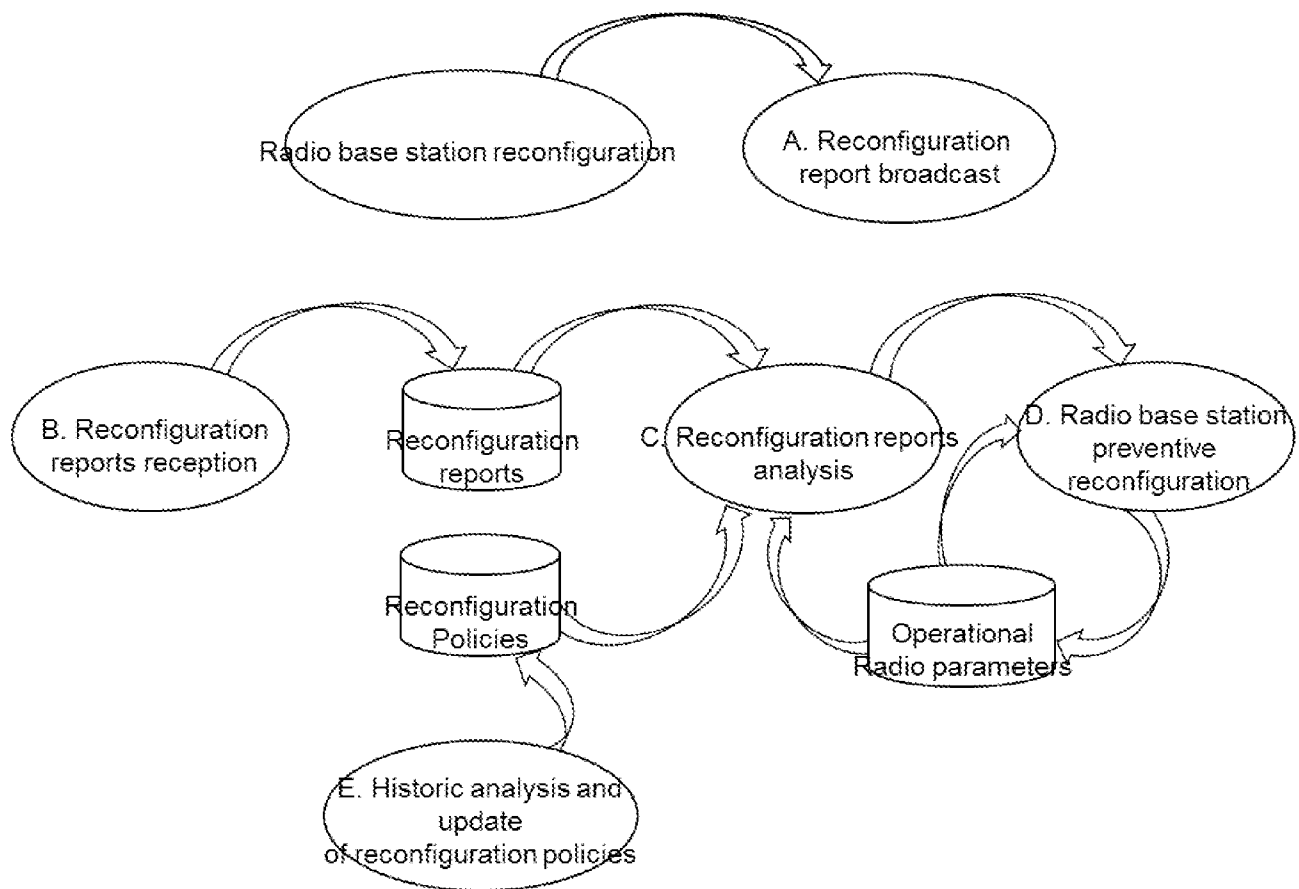 Radio base station reconfiguration
A. Reconfiguration
report broadcast
B. Reconfiguration
reports reception
Reconfiguration
reports
C. Reconfiguration reports
analysis
D. Radio base station
preventive
reconfiguration
Reconfiguration
Policies
Operational
Radio parameters
E. Historic analysis and
update
of reconfiguration policies